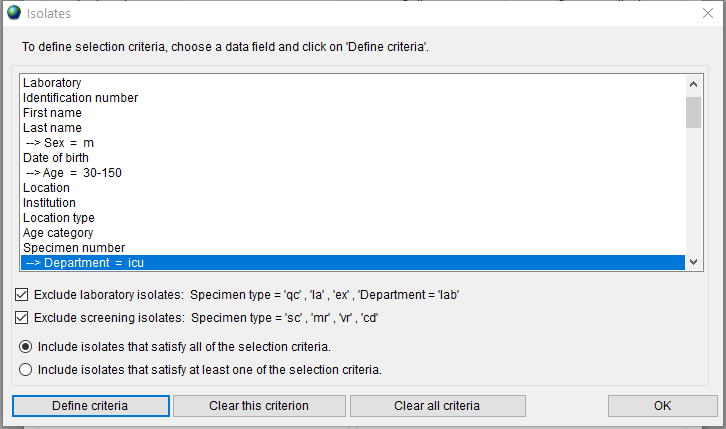 Isolates
To define selection criteria, choose a data field and click on 'Define criteria'.
Laboratory
Identification number
First name
Last name
--> Sex = m
Date of birth
--> Age = 30-150
Location
Institution
Location type
Age category
Specimen number
--> Department = icu
Exclude laboratory isolates: Specimen type = 'qc' , 'la' , 'ex' , 'Department = 'lab'
Exclude screening isolates: Specimen type = 'sc' , 'mr' , 'vr' , 'cd'
Include isolates that satisfy all of the selection criteria.
Include isolates that satisfy at least one of the selection criteria.
Define criteria
Clear this criterion
Clear all criteria
OK